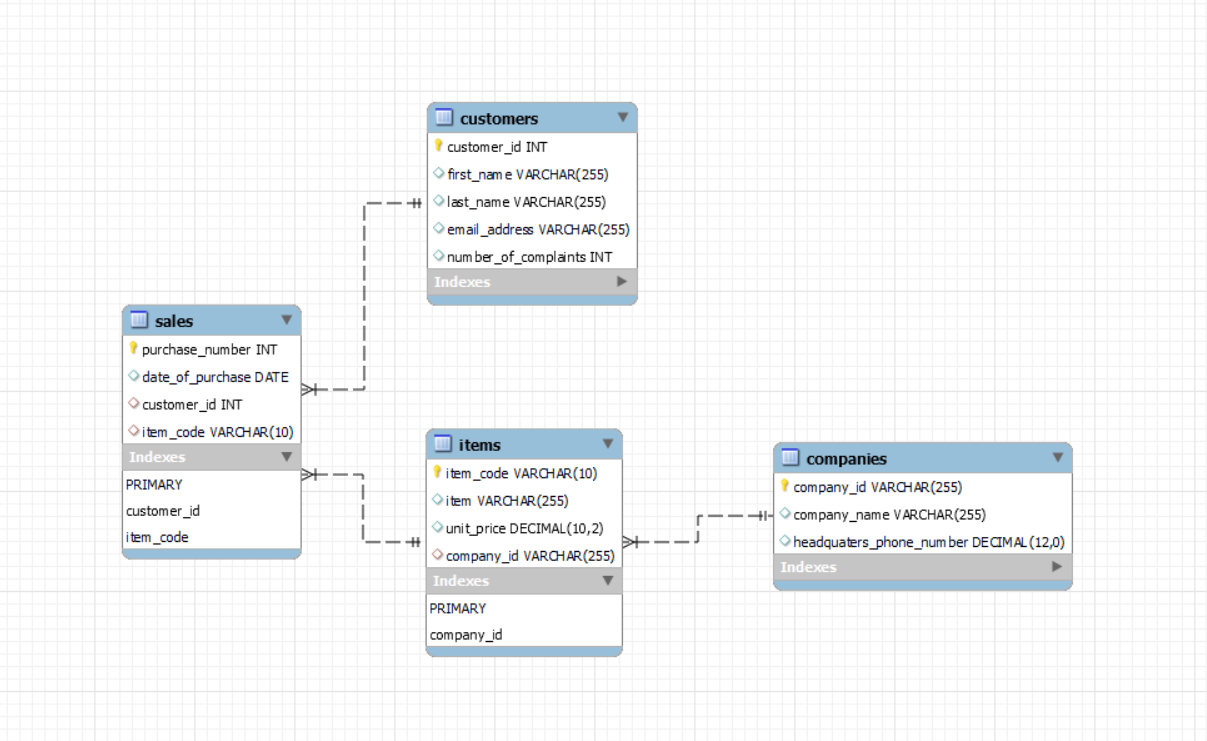 customers
customer_id INT
first_name VARCHAR(255)
last_name VARCHAR(255)
email_address VARCHAR(255)
number_of_complaints INT
Indexes
sales
purchase_number INT
date_of_purchase DATE
customer_id INT
item_code VARCHAR(10)
Indexes
PRIMARY
customer_id
item_code
items
item_code VARCHAR(10)
item VARCHAR(255)
unit_price DECIMAL(10,2)
company_id VARCHAR(255)
Indexes
PRIMARY
company_id
companies
company_id VARCHAR(255)
company_name VARCHAR(255)
headquaters_phone_number DECIMAL(12,0)
Indexes